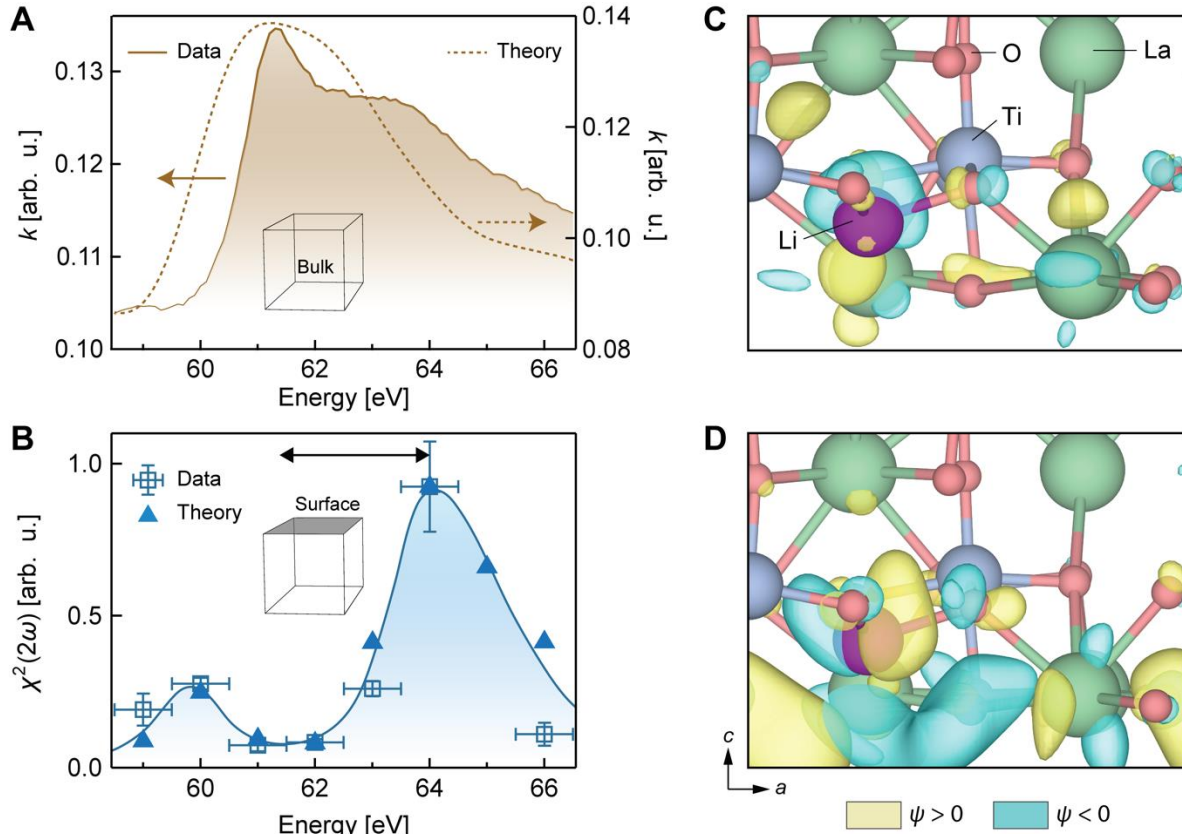 A
Data
Theory
k [arb. u.]
0.13
0.12
0.11
0.10
0.14
0.12
0.10
0.08
k [arb. u.]
Bulk
60
62
64
66
Energy [eV]
B
Data
Theory
Surface
χ²(2ω) [arb. u.]
1.0
0.5
0.0
60
62
64
66
Energy [eV]
C
O
La
Ti
Li
D
c
a
ψ > 0
ψ < 0